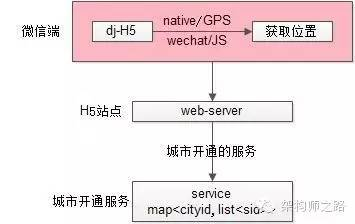 微信端
dj-H5
native/GPS
wechat/JS
获取位置
H5站点
web-server
城市开通的服务
城市开通服务
service
map<cityid, list<sio
架构师之路